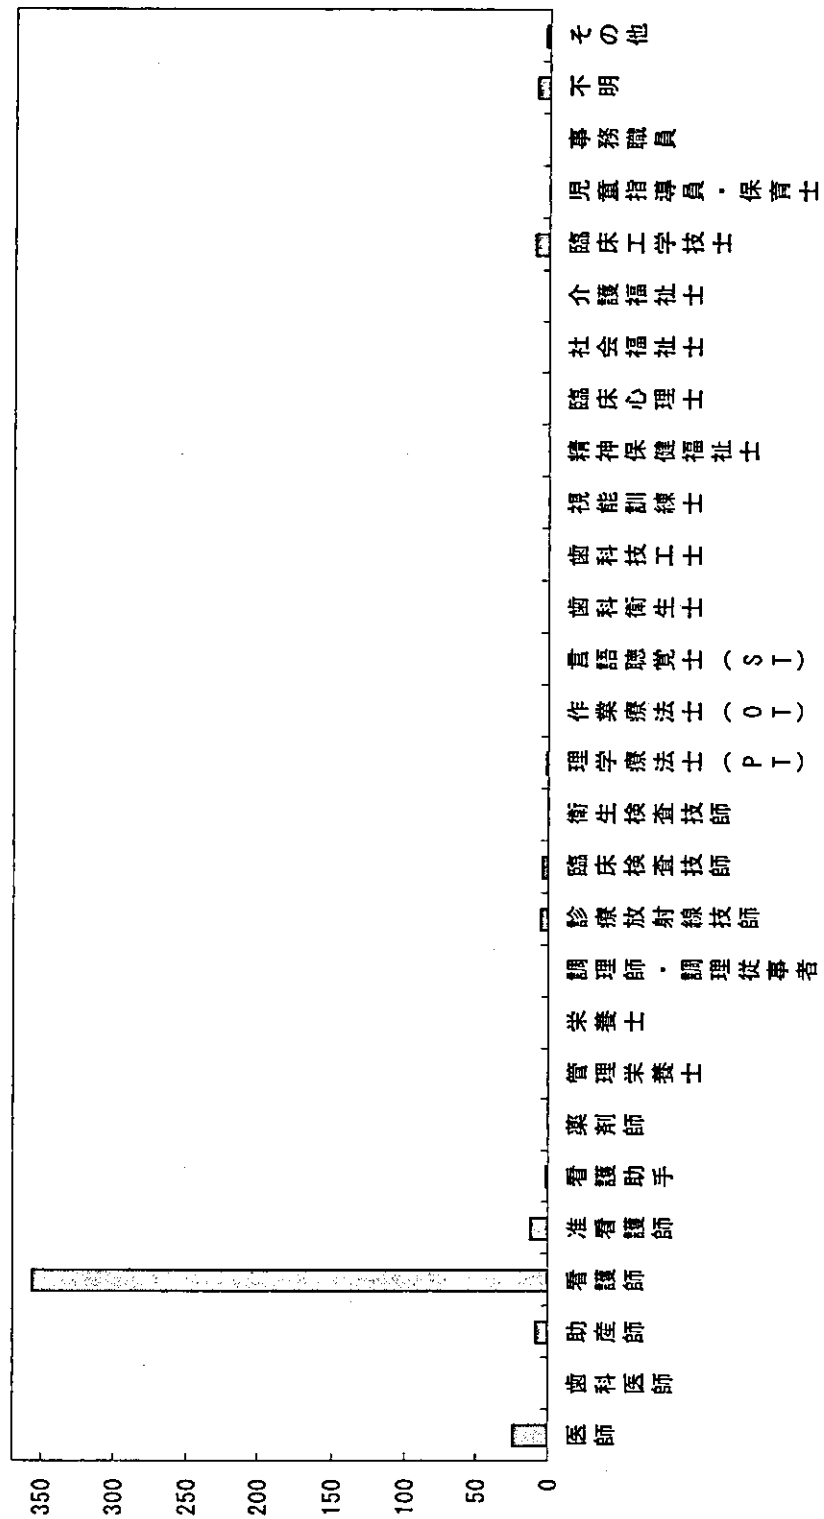 350
300
250
200
150
100
50
0
医師
歯科医師
助産師
看護師
准看護師
看護助手
薬剤師
管理栄養士
栄養士
調理師・調理従事者
診療放射線技師
臨床検査技師
衛生検査技師
理学療法士(PT)
作業療法士(OT)
言語聴覚士(ST)
歯科衛生士
歯科技工士
視能訓練士
精神保健福祉士
臨床心理士
社会福祉士
介護福祉士
臨床工学技士
児童指導員・保育士
事務職員
不明
その他